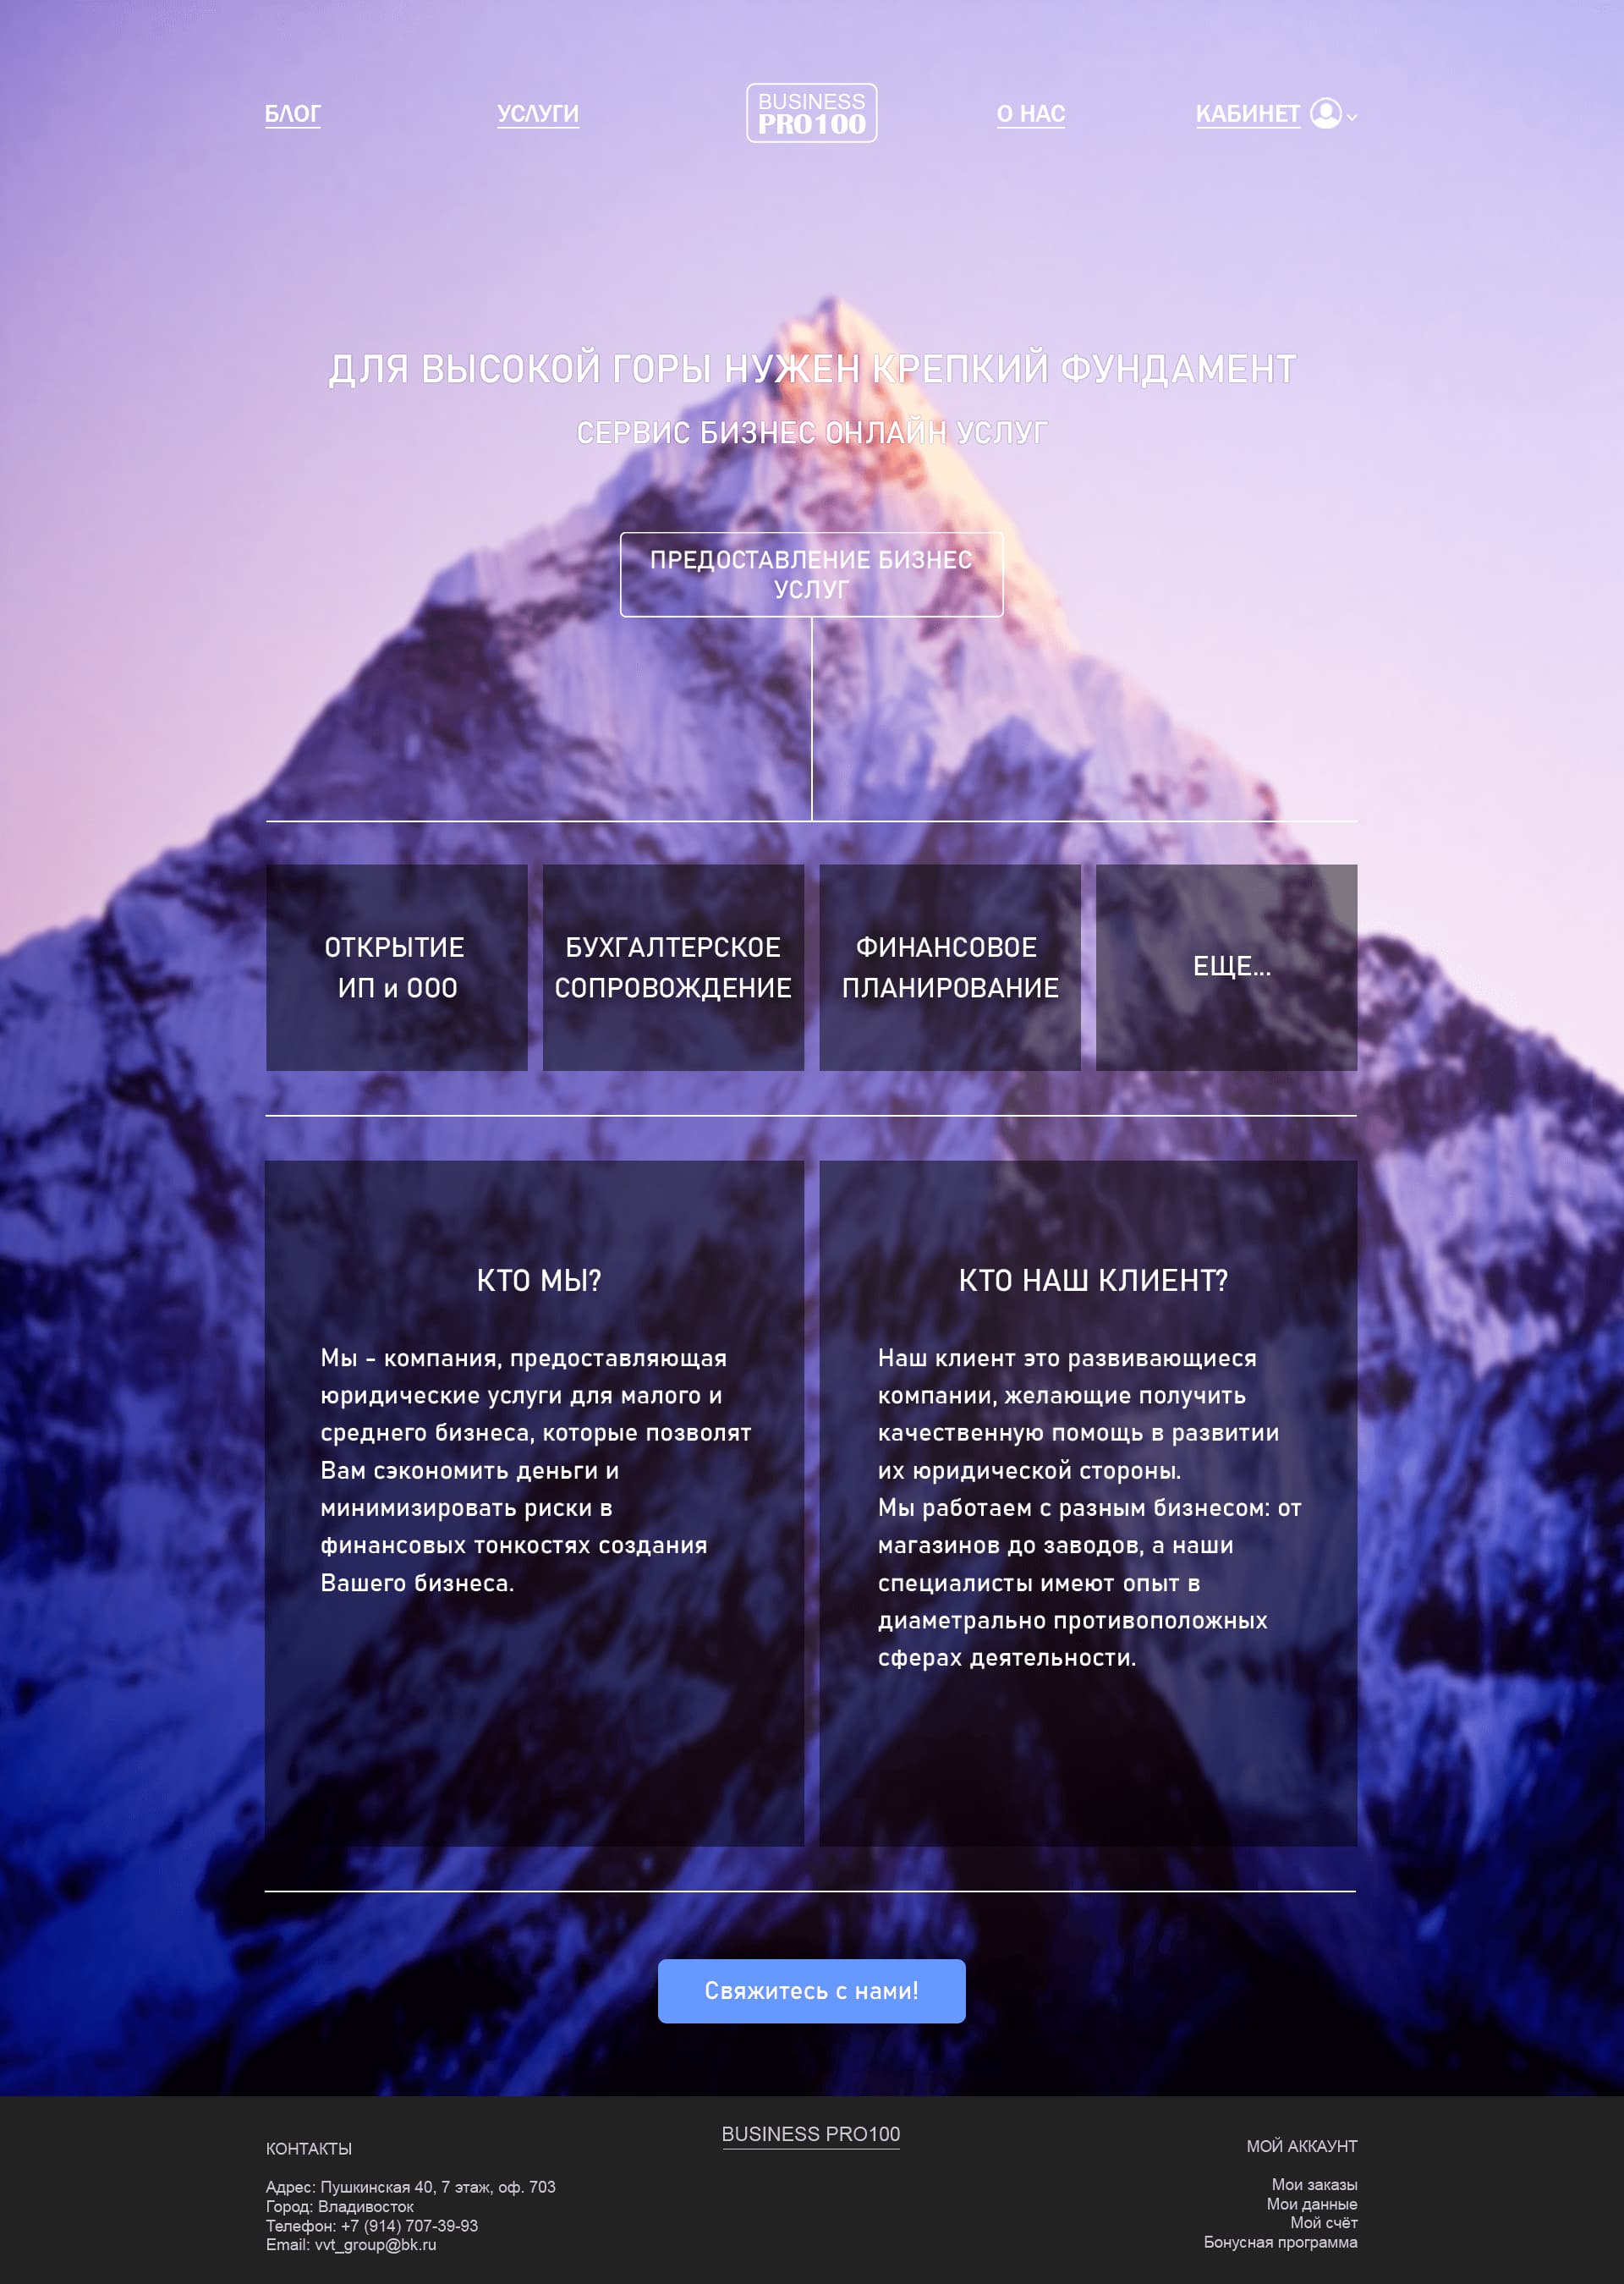 БЛОГ
УСЛУГИ
BUSINESS
PRO100
О НАС
КАБИНЕТ
ДЛЯ ВЫСОКОЙ ГОРЫ НУЖЕН КРЕПКИЙ ФУНДАМЕНТ
СЕРВИС БИЗНЕС ОНЛАЙН УСЛУГ
ПРЕДОСТАВЛЕНИЕ БИЗНЕС
УСЛУГ
ОТКРЫТИЕ
ИП и ООО
БУХГАЛТЕРСКОЕ
СОПРОВОЖДЕНИЕ
ФИНАНСОВОЕ
ПЛАНИРОВАНИЕ
ЕЩЕ...
КТО МЫ?
Мы - компания, предоставляющая
юридические услуги для малого и
среднего бизнеса, которые позволят
Вам сэкономить деньги и
минимизировать риски в
финансовых тонкостях создания
Вашего бизнеса.
КТО НАШ КЛИЕНТ?
Наш клиент это развивающиеся
компании, желающие получить
качественную помощь в развитии
их юридической стороны.
Мы работаем с разным бизнесом: от
магазинов до заводов, а наши
специалисты имеют опыт в
диаметрально противоположных
сферах деятельности.
Свяжитесь с нами!
КОНТАКТЫ
Адрес: Пушкинская 40, 7 этаж, оф. 703
Город: Владивосток
Телефон: +7 (914) 707-39-93
Email: vvt_group@bk.ru
BUSINESS PRO100
МОЙ АККАУНТ
Мои заказы
Мои данные
Мой счёт
Бонусная программа